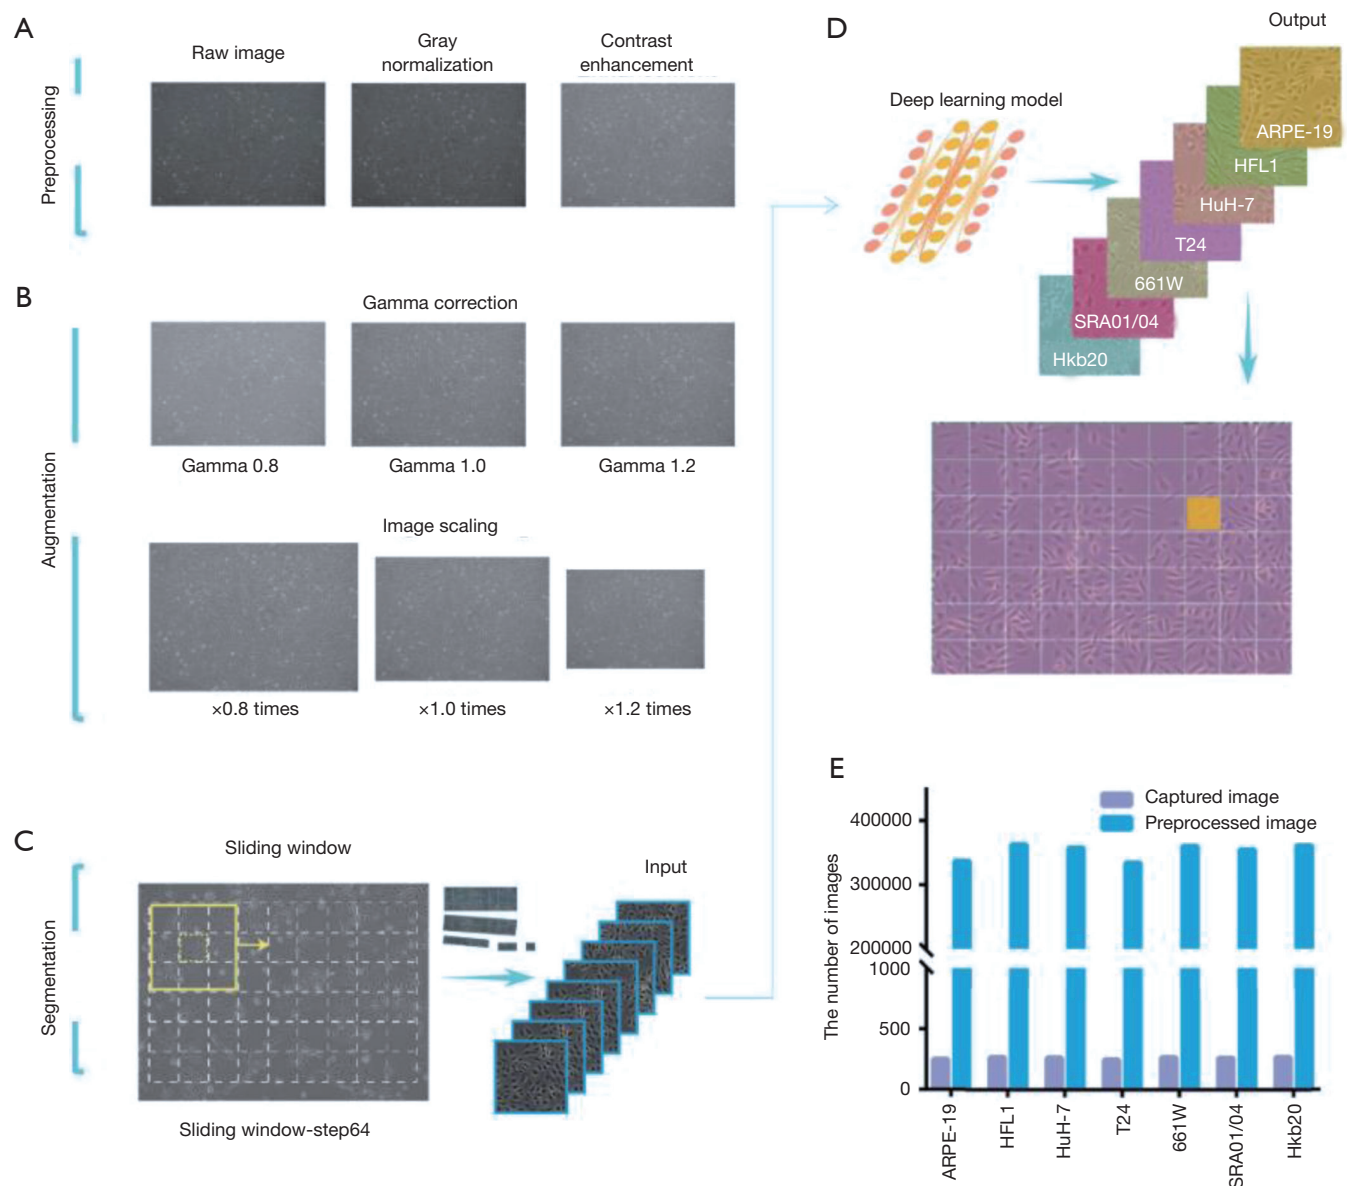 A
Preprocessing
Raw image
Gray
normalization
Contrast
enhancement
B
Augmentation
Gamma correction
Gamma 0.8
Gamma 1.0
Gamma 1.2
Image scaling
×0.8 times
×1.0 times
×1.2 times
C
Segmentation
Sliding window
Input
Sliding window-step64
D
Output
Deep learning model
ARPE-19
HFL1
HuH-7
T24
661W
SRA01/04
Hkb20
E
Captured image
Preprocessed image
The number of images
400000
300000
200000
1000
500
0
ARPE-19
HFL1
HuH-7
T24
661W
SRA01/04
Hkb20